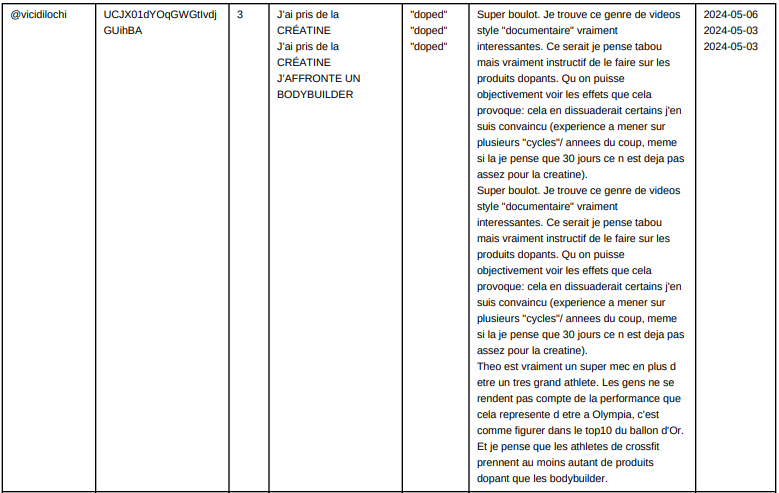 @vicidilochi
UCJX01dYOqGWGtIvdj
GUihBA
3
J'ai pris de la
CRÉATINE
J'ai pris de la
CRÉATINE
J'AFFRONTE UN
BODYBUILDER
"doped"
"doped"
"doped"
Super boulot. Je trouve ce genre de videos
style "documentaire" vraiment
interessantes. Ce serait je pense tabou
mais vraiment instructif de le faire sur les
produits dopants. Qu on puisse
objectivement voir les effets que cela
provoque: cela en dissuaderait certains j'en
suis convaincu (experience a mener sur
plusieurs "cycles"/ annees du coup, meme
si la je pense que 30 jours ce n est deja pas
assez pour la creatine).
Super boulot. Je trouve ce genre de videos
style "documentaire" vraiment
interessantes. Ce serait je pense tabou
mais vraiment instructif de le faire sur les
produits dopants. Qu on puisse
objectivement voir les effets que cela
provoque: cela en dissuaderait certains j'en
suis convaincu (experience a mener sur
plusieurs "cycles"/ annees du coup, meme
si la je pense que 30 jours ce n est deja pas
assez pour la creatine).
Theo est vraiment un super mec en plus d
etre un tres grand athlete. Les gens ne se
rendent pas compte de la performance que
cela represente d etre a Olympia, c'est
comme figurer dans le top10 du ballon d'Or.
Et je pense que les athletes de crossfit
prennent au moins autant de produits
dopant que les bodybuilder.
2024-05-06
2024-05-03
2024-05-03